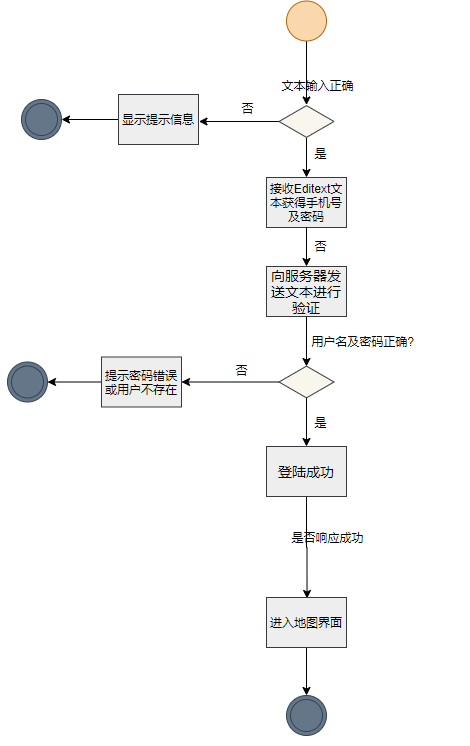 文本输入正确
否
显示提示信息
是
接收Editext文
本获得手机号
及密码
否
向服务器发
送文本进行
验证
用户名及密码正确?
否
提示密码错误
或用户不存在
是
登陆成功
是否响应成功
进入地图界面